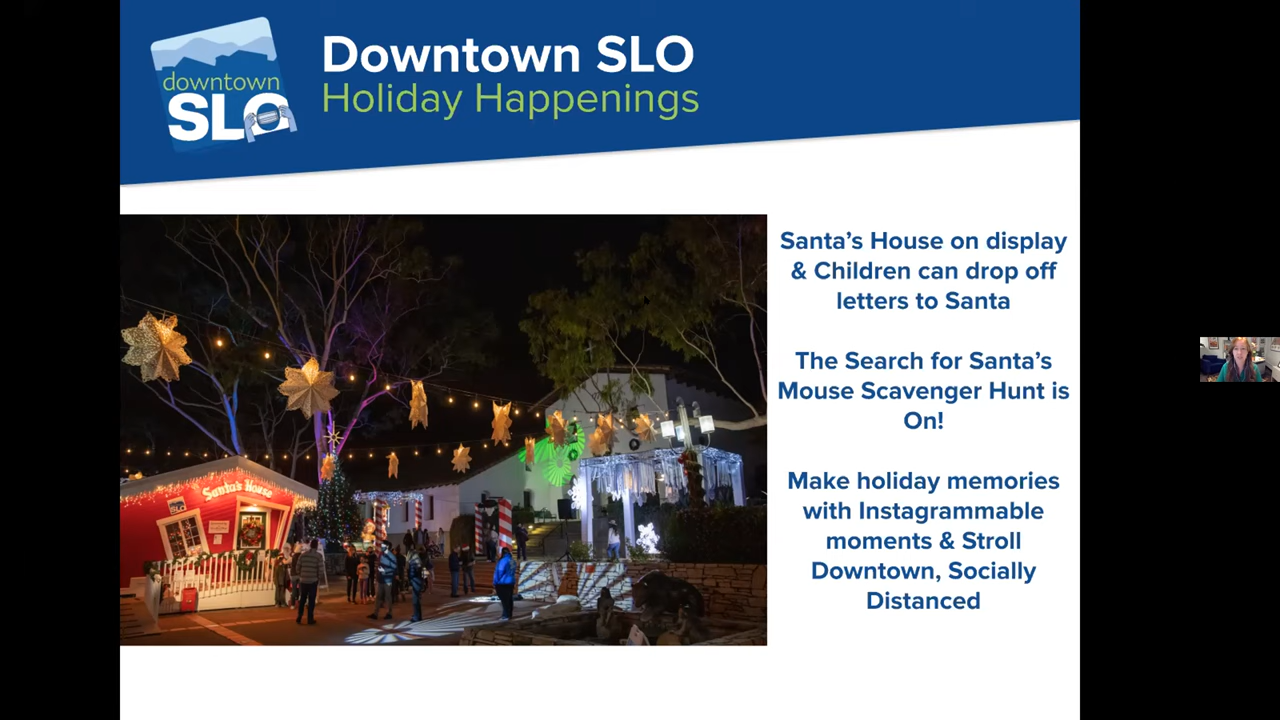 downtown
SLO
Downtown SLO
Holiday Happenings
Santa's House
Santa’s House on display
& Children can drop off
letters to Santa
The Search for Santa’s
Mouse Scavenger Hunt is
On!
Make holiday memories
with Instagrammable
moments & Stroll
Downtown, Socially
Distanced